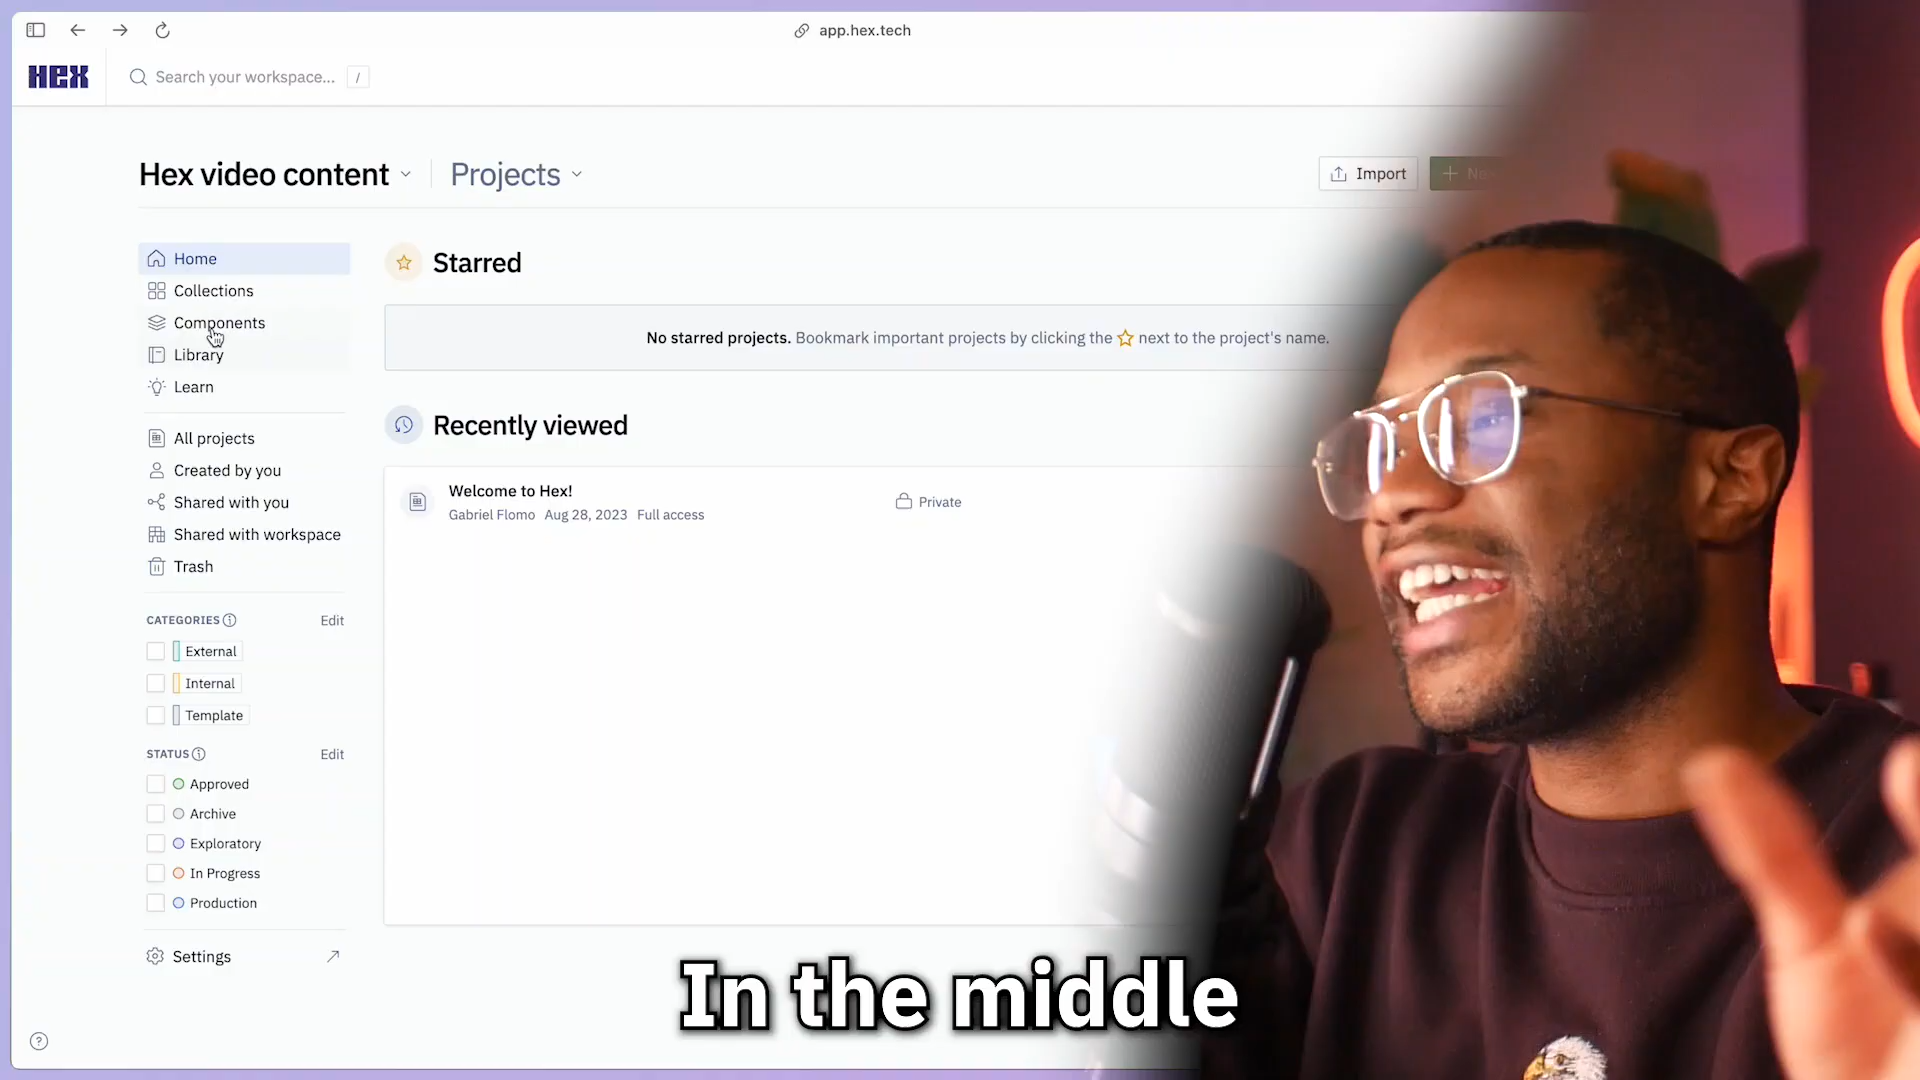 app.hex.tech
HEX
Search your workspace... /
Hex video content
Projects
Import
Home
Collections
Components
Library
Learn
All projects
Created by you
Shared with you
Shared with workspace
Trash
CATEGORIES
Edit
External
Internal
Template
STATUS
Edit
Approved
Archive
Exploratory
In Progress
Production
Settings
Starred
No starred projects. Bookmark important projects by clicking the ☆ next to the project's name.
Recently viewed
Welcome to Hex!
Gabriel Flomo Aug 28, 2023 Full access
Private
In the middle